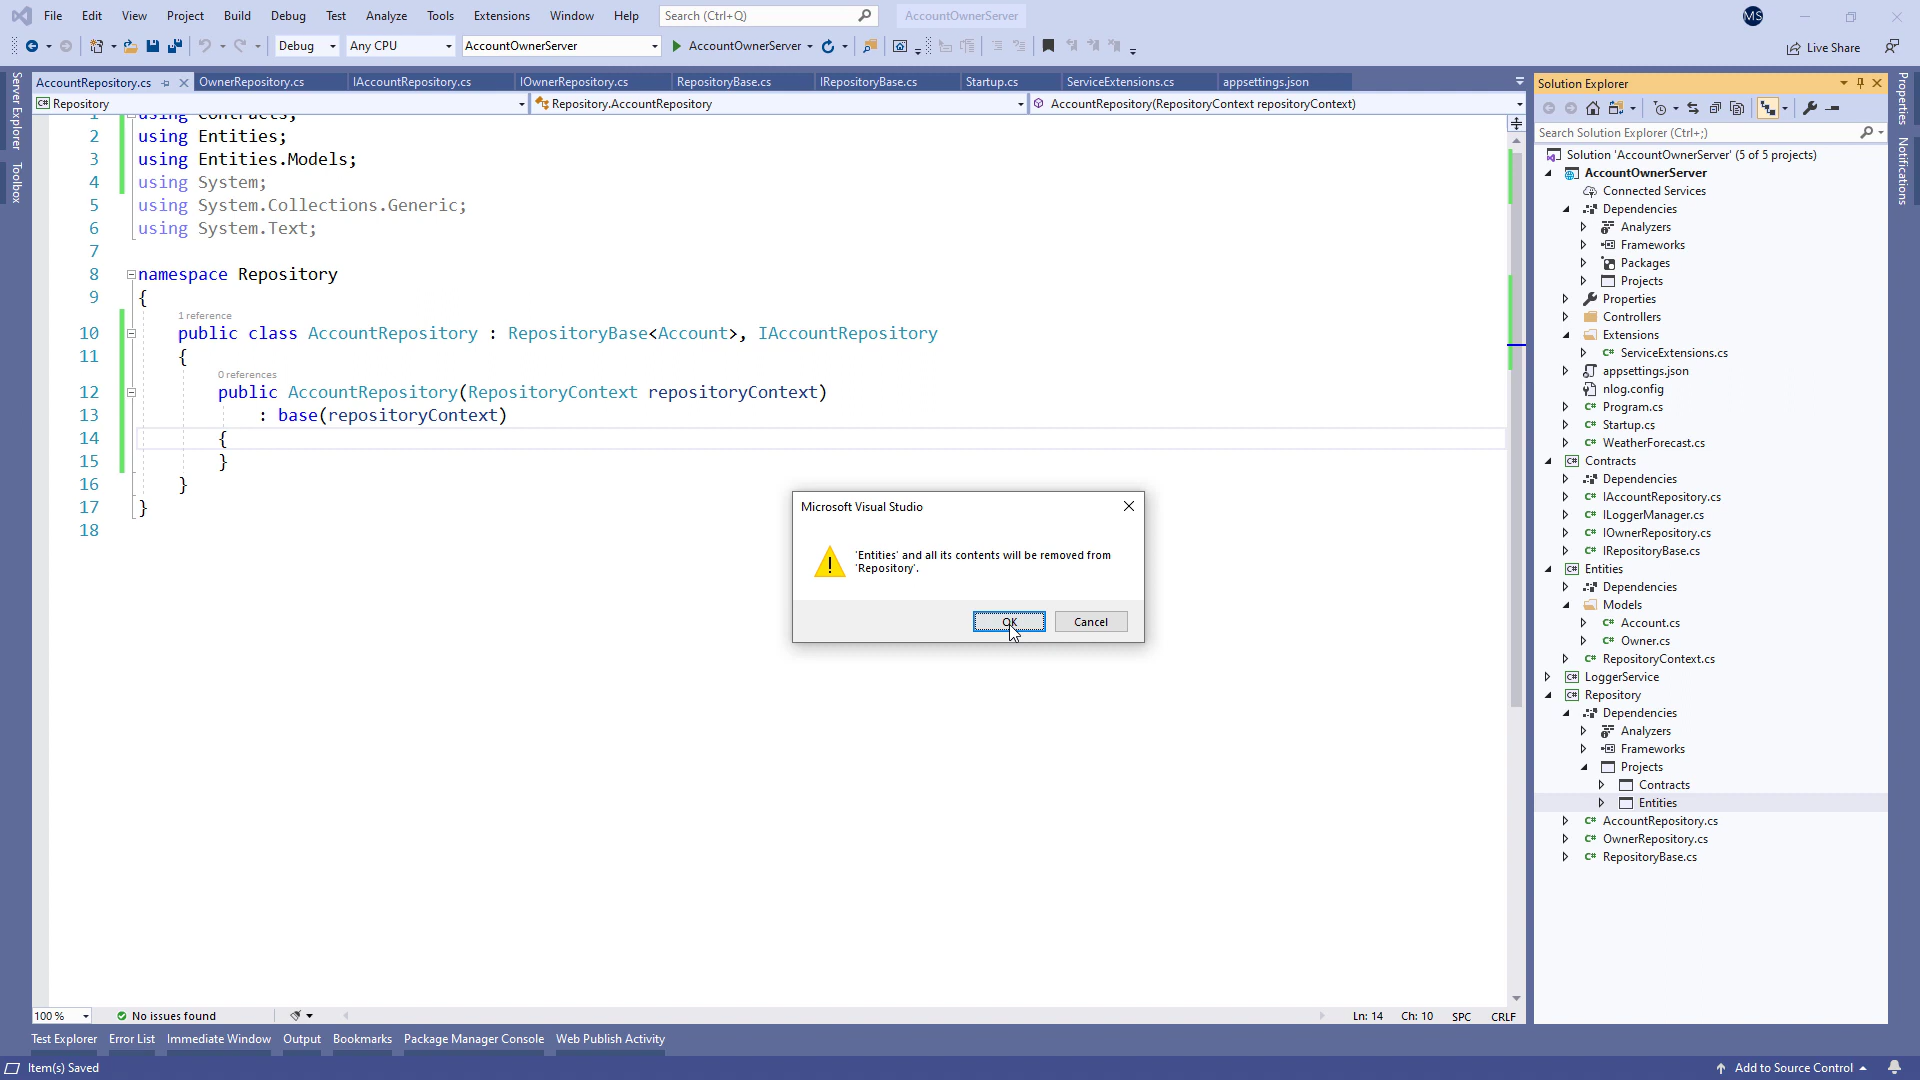 File Edit View Project Build Debug Test Analyze Tools Extensions Window Help Search (Ctrl+Q) AccountOwnerServer MS
Debug Any CPU AccountOwnerServer AccountOwnerServer Live Share
AccountRepository.cs OwnerRepository.cs IAccountRepository.cs IOwnerRepository.cs RepositoryBase.cs IRepositoryBase.cs Startup.cs ServiceExtensions.cs appsettings.json
C# Repository Repository.AccountRepository AccountRepository(RepositoryContext repositoryContext)
Server Explorer
Toolbox
1 using Contracts;
2 using Entities;
3 using Entities.Models;
4 using System;
5 using System.Collections.Generic;
6 using System.Text;
7
8 namespace Repository
9 {
1 reference
10 public class AccountRepository : RepositoryBase<Account>, IAccountRepository
11 {
0 references
12 public AccountRepository(RepositoryContext repositoryContext)
13 : base(repositoryContext)
14 {
15 }
16 }
17 }
18
Microsoft Visual Studio
'Entities' and all its contents will be removed from
'Repository'.
OK Cancel
Solution Explorer
Search Solution Explorer (Ctrl+;)
Solution 'AccountOwnerServer' (5 of 5 projects)
AccountOwnerServer
Connected Services
Dependencies
Analyzers
Frameworks
Packages
Projects
Properties
Controllers
Extensions
C# ServiceExtensions.cs
appsettings.json
nlog.config
C# Program.cs
C# Startup.cs
C# WeatherForecast.cs
C# Contracts
Dependencies
C# IAccountRepository.cs
C# ILoggerManager.cs
C# IOwnerRepository.cs
C# IRepositoryBase.cs
C# Entities
Dependencies
Models
C# Account.cs
C# Owner.cs
C# RepositoryContext.cs
C# LoggerService
C# Repository
Dependencies
Analyzers
Frameworks
Projects
Contracts
Entities
C# AccountRepository.cs
C# OwnerRepository.cs
C# RepositoryBase.cs
Properties
Notifications
100 % No issues found Ln: 14 Ch: 10 SPC CRLF
Test Explorer Error List Immediate Window Output Bookmarks Package Manager Console Web Publish Activity
Item(s) Saved Add to Source Control